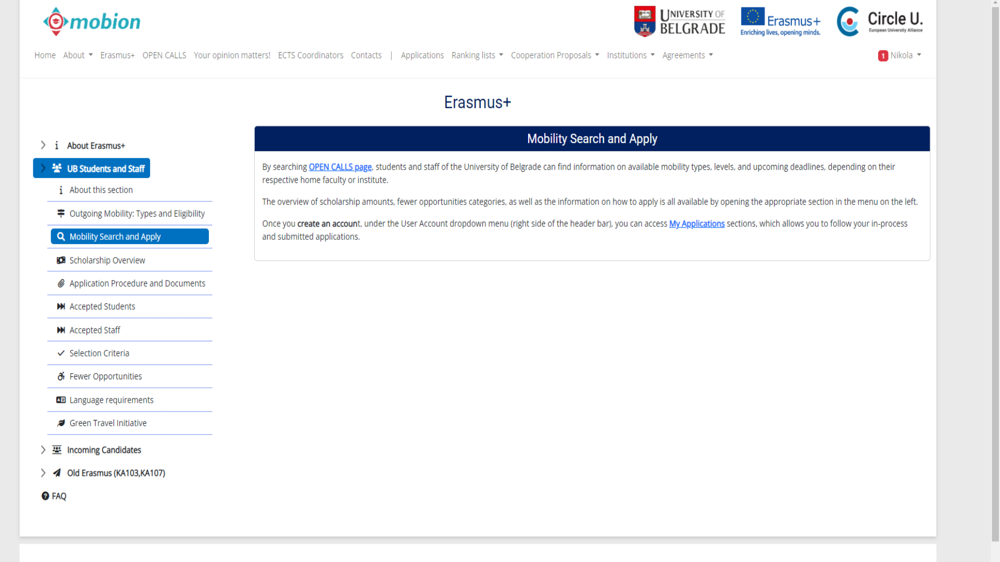 mobion
UNIVERSITY OF
BELGRADE
Erasmus+
Enriching lives, opening minds.
Circle U.
European University Alliance
Home About Erasmus+ OPEN CALLS Your opinion matters! ECTS Coordinators Contacts | Applications Ranking lists Cooperation Proposals Institutions Agreements 1 Nikola
Erasmus+
About Erasmus+
UB Students and Staff
About this section
Outgoing Mobility: Types and Eligibility
Mobility Search and Apply
Scholarship Overview
Application Procedure and Documents
Accepted Students
Accepted Staff
Selection Criteria
Fewer Opportunities
Language requirements
Green Travel Initiative
Incoming Candidates
Old Erasmus (KA103,KA107)
FAQ
Mobility Search and Apply
By searching OPEN CALLS page, students and staff of the University of Belgrade can find information on available mobility types, levels, and upcoming deadlines, depending on their
respective home faculty or institute.
The overview of scholarship amounts, fewer opportunities categories, as well as the information on how to apply is all available by opening the appropriate section in the menu on the left.
Once you create an account, under the User Account dropdown menu (right side of the header bar), you can access My Applications sections, which allows you to follow your in-process
and submitted applications.